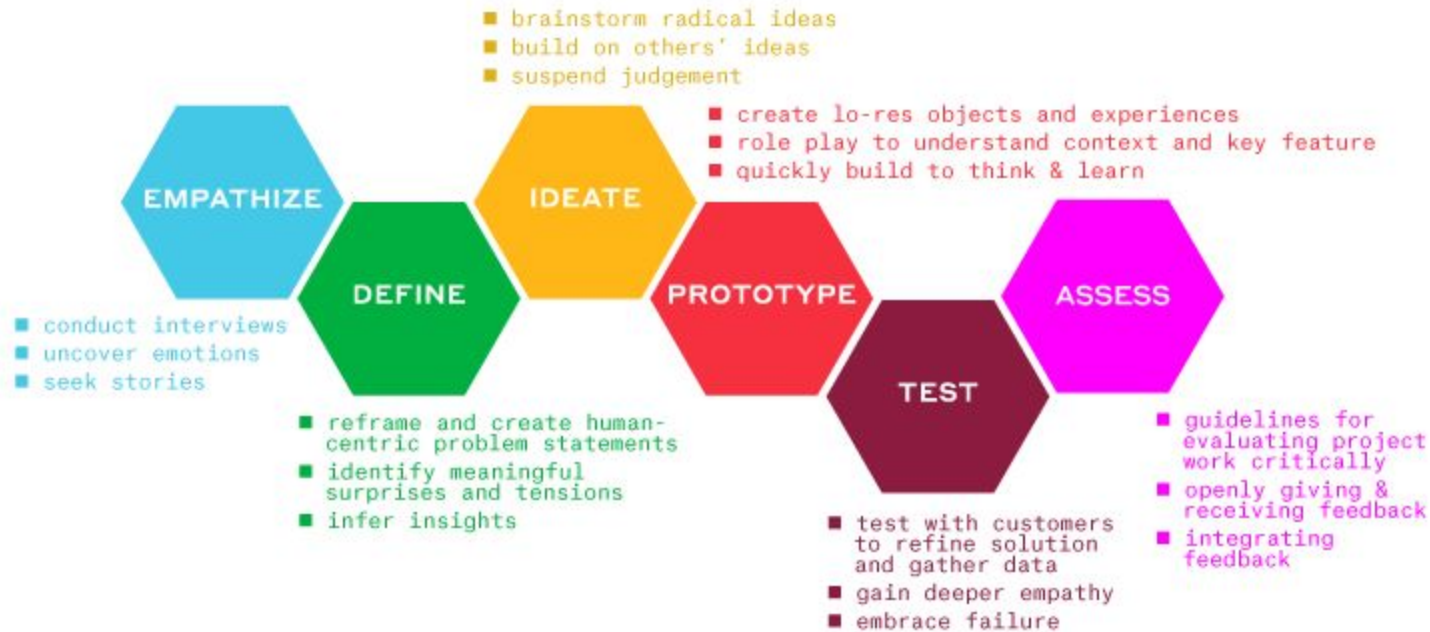 EMPATHIZE
■ conduct interviews
■ uncover emotions
■ seek stories
DEFINE
■ reframe and create human-
centric problem statements
■ identify meaningful
surprises and tensions
■ infer insights
IDEATE
■ brainstorm radical ideas
■ build on others' ideas
■ suspend judgement
PROTOTYPE
■ create lo-res objects and experiences
■ role play to understand context and key feature
■ quickly build to think & learn
TEST
■ test with customers
to refine solution
and gather data
■ gain deeper empathy
■ embrace failure
ASSESS
■ guidelines for
evaluating project
work critically
■ openly giving &
receiving feedback
■ integrating
feedback